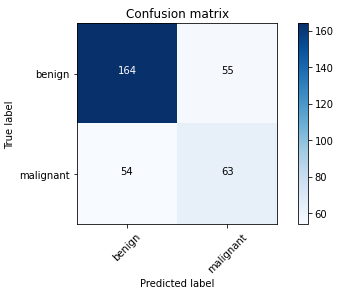 Confusion matrix
benign
164
55
malignant
54
63
benign
malignant
True label
Predicted label
160
140
120
100
80
60